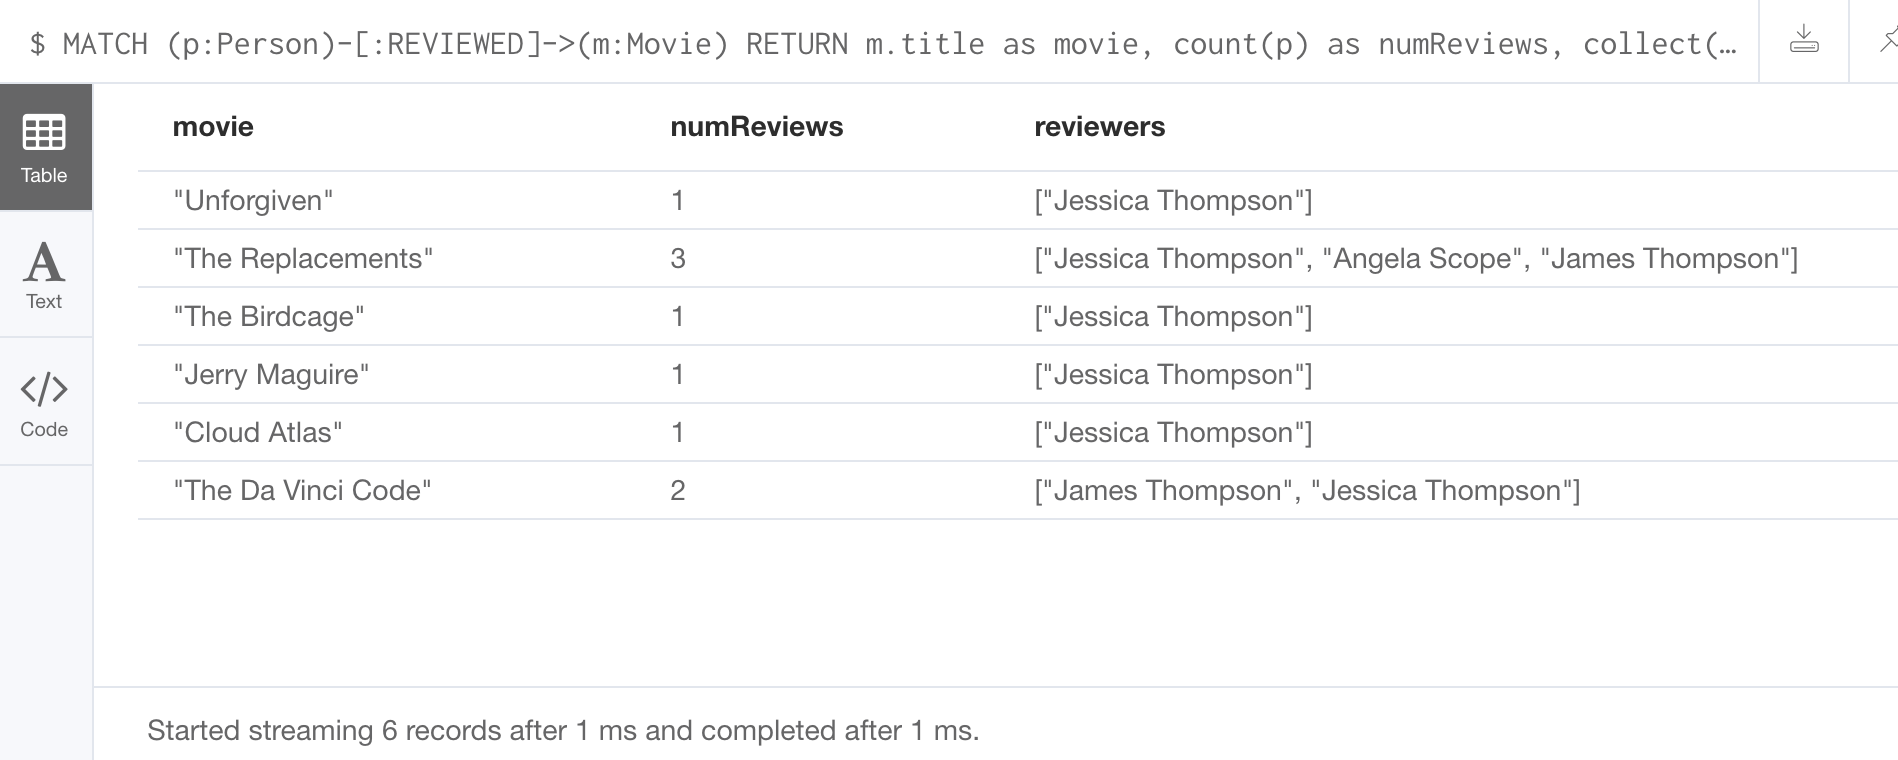 $ MATCH (p:Person)-[:REVIEWED]->(m:Movie) RETURN m.title as movie, count(p) as numReviews, collect(…
Table
Text
Code
movie numReviews reviewers
"Unforgiven" 1 ["Jessica Thompson"]
"The Replacements" 3 ["Jessica Thompson", "Angela Scope", "James Thompson"]
"The Birdcage" 1 ["Jessica Thompson"]
"Jerry Maguire" 1 ["Jessica Thompson"]
"Cloud Atlas" 1 ["Jessica Thompson"]
"The Da Vinci Code" 2 ["James Thompson", "Jessica Thompson"]
Started streaming 6 records after 1 ms and completed after 1 ms.